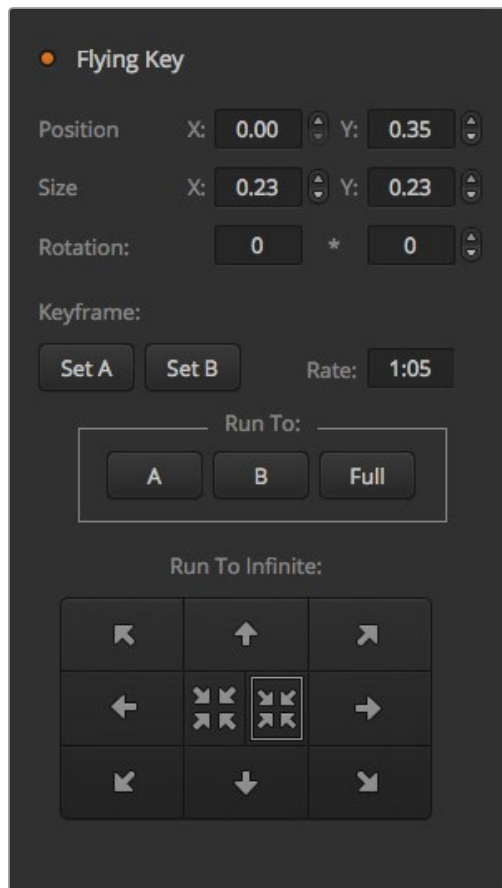 Flying Key
Position X: 0.00 Y: 0.35
Size X: 0.23 Y: 0.23
Rotation: 0 * 0
Keyframe:
Set A Set B Rate: 1:05
Run To:
A B Full
Run To Infinite: